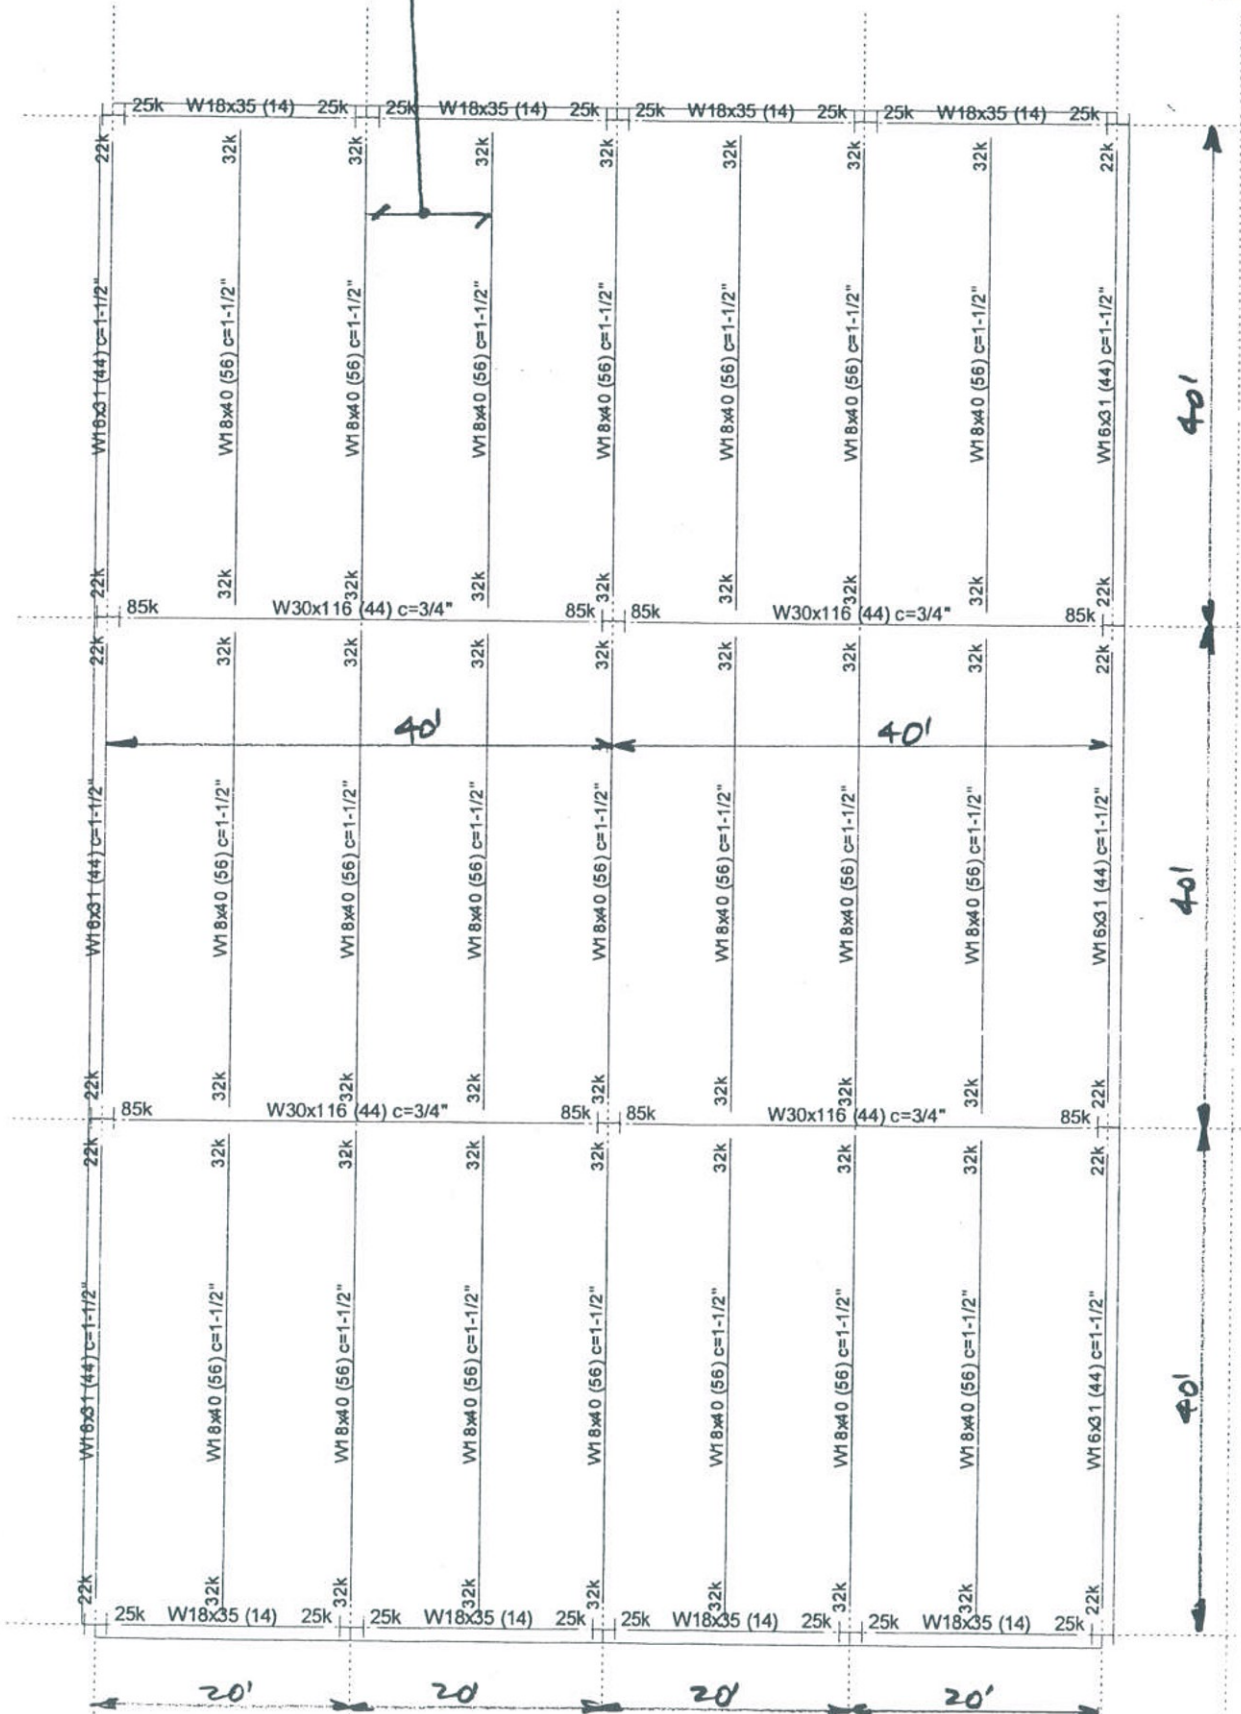 25k W18x35 (14) 25k 25k W18x35 (14) 25k 25k W18x35 (14) 25k 25k W18x35 (14) 25k
22k 32k 32k 32k 32k 32k 32k 32k 22k
W16x31 (44) c=1-1/2" W18x40 (56) c=1-1/2" W18x40 (56) c=1-1/2" W18x40 (56) c=1-1/2" W18x40 (56) c=1-1/2" W18x40 (56) c=1-1/2" W18x40 (56) c=1-1/2" W18x40 (56) c=1-1/2" W16x31 (44) c=1-1/2" 40'
22k 32k 32k 32k 32k 32k 32k 32k 22k
85k W30x116 (44) c=3/4" 85k 85k W30x116 (44) c=3/4" 85k
22k 32k 32k 32k 32k 32k 32k 32k 22k
40' 40'
W16x31 (44) c=1-1/2" W18x40 (56) c=1-1/2" W18x40 (56) c=1-1/2" W18x40 (56) c=1-1/2" W18x40 (56) c=1-1/2" W18x40 (56) c=1-1/2" W18x40 (56) c=1-1/2" W18x40 (56) c=1-1/2" W16x31 (44) c=1-1/2" 40'
22k 32k 32k 32k 32k 32k 32k 32k 22k
85k W30x116 (44) c=3/4" 85k 85k W30x116 (44) c=3/4" 85k
22k 32k 32k 32k 32k 32k 32k 32k 22k
W16x31 (44) c=1-1/2" W18x40 (56) c=1-1/2" W18x40 (56) c=1-1/2" W18x40 (56) c=1-1/2" W18x40 (56) c=1-1/2" W18x40 (56) c=1-1/2" W18x40 (56) c=1-1/2" W18x40 (56) c=1-1/2" W16x31 (44) c=1-1/2" 40'
22k 32k 32k 32k 32k 32k 32k 32k 22k
25k W18x35 (14) 25k 25k W18x35 (14) 25k 25k W18x35 (14) 25k 25k W18x35 (14) 25k
20' 20' 20' 20'